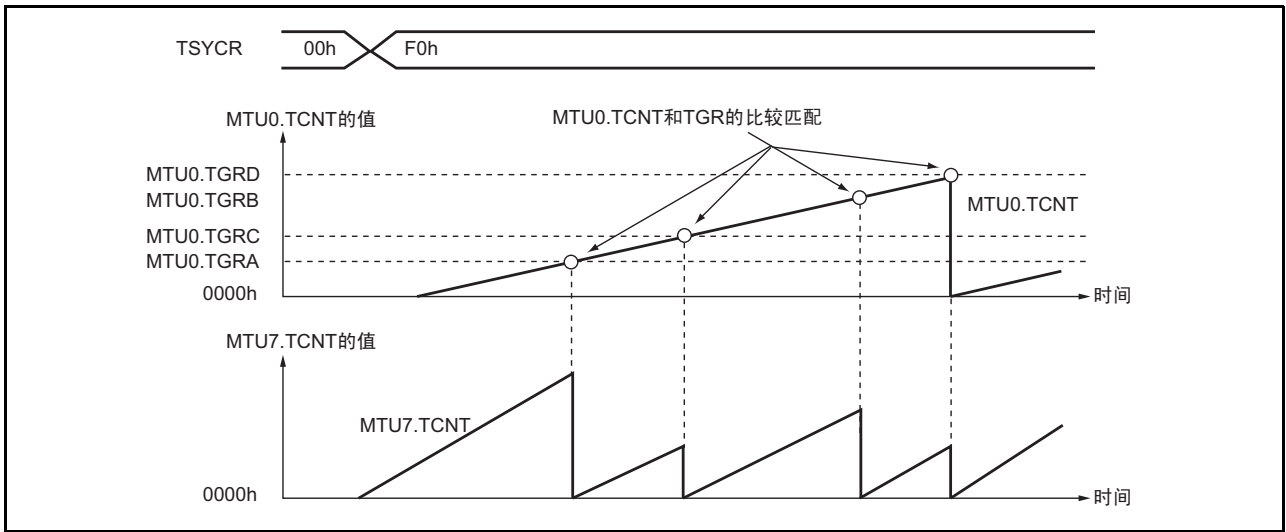 TSYCR 00h F0h
MTU0.TCNT的值
MTU0.TCNT和TGR的比较匹配
MTU0.TGRD
MTU0.TGRB
MTU0.TCNT
MTU0.TGRC
MTU0.TGRA
0000h
时间
MTU7.TCNT的值
MTU7.TCNT
0000h
时间